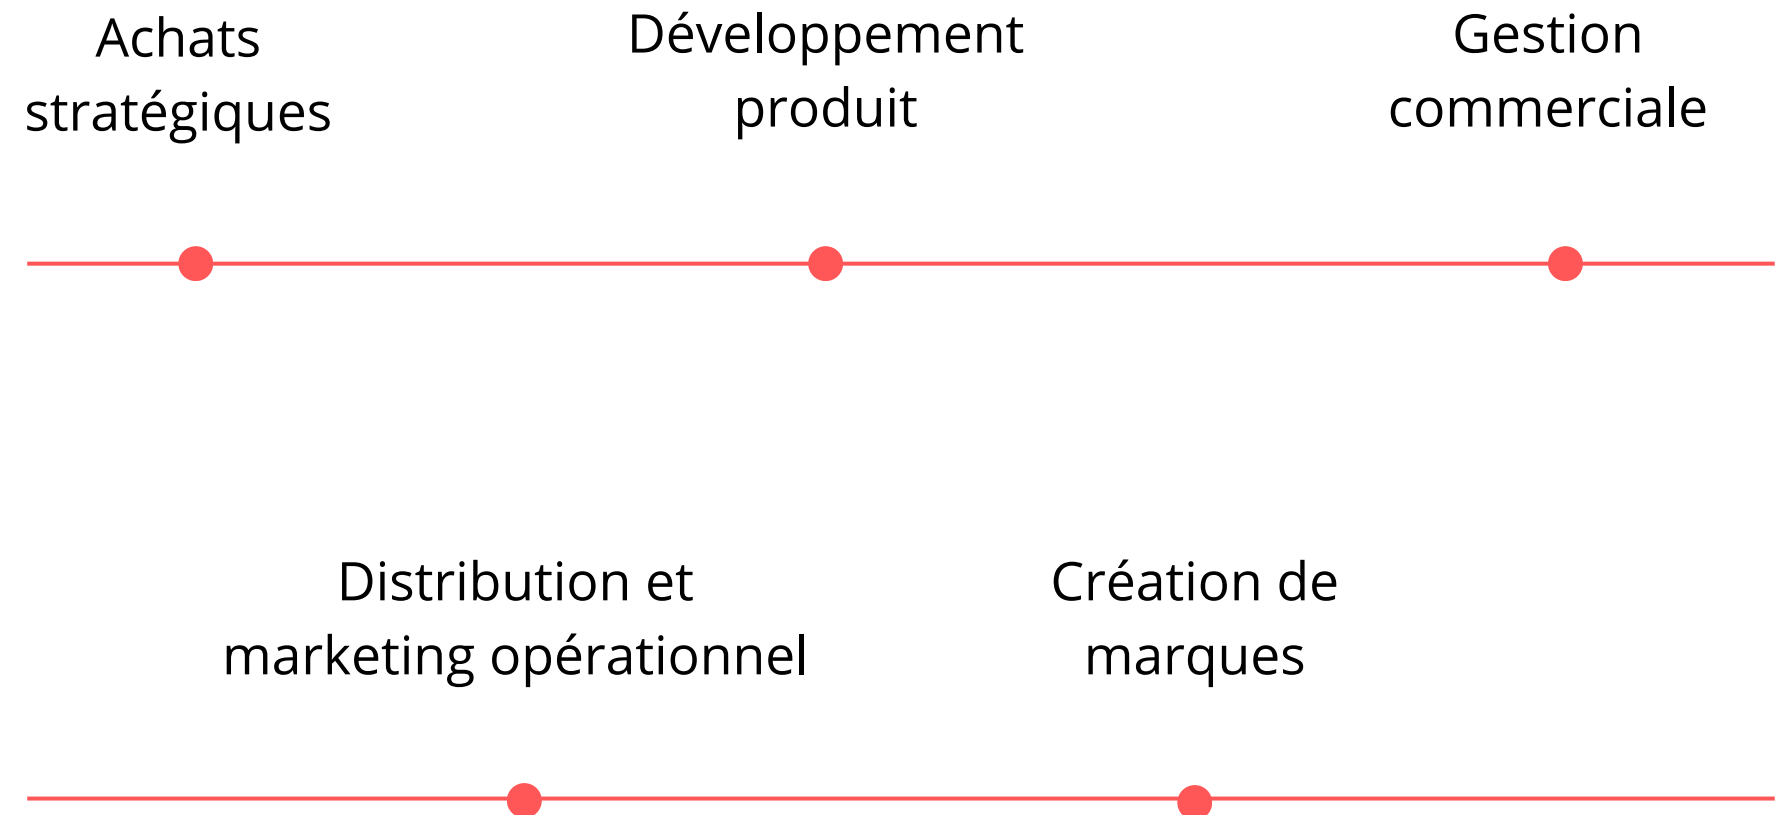 Achats
stratégiques
Développement
produit
Gestion
commerciale
Distribution et
marketing opérationnel
Création de
marques